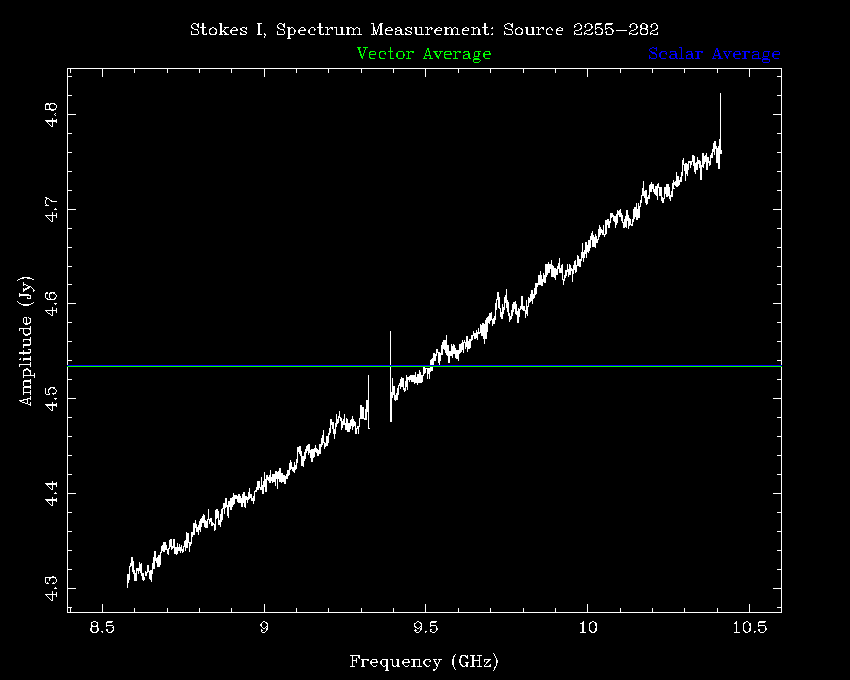 Stokes I, Spectrum Measurement: Source 2255−282
Vector Average Scalar Average
4.8
4.7
4.6
4.5
4.4
4.3
Amplitude (Jy)
8.5 9 9.5 10 10.5
Frequency (GHz)